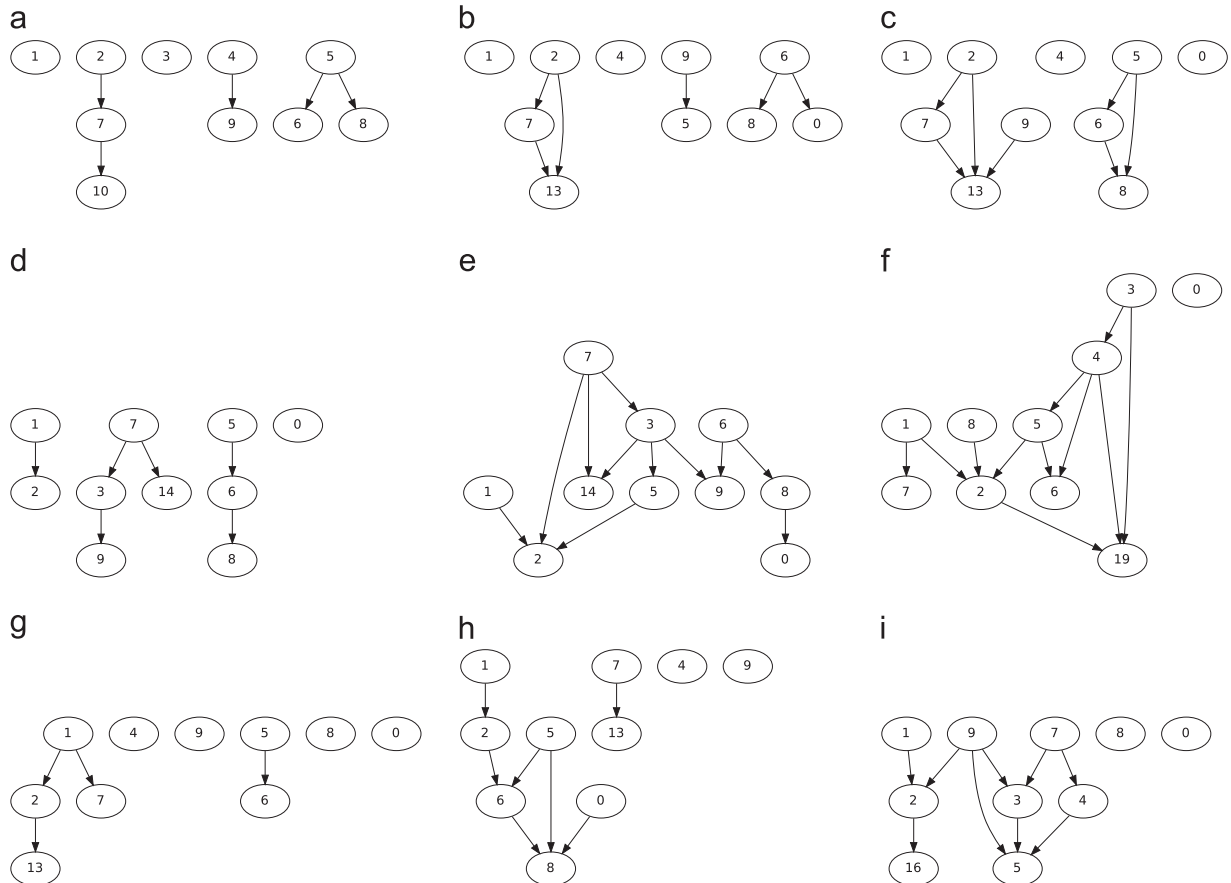 a b c
1 2 3 4 5
1 2 4 9 6
1 2 4 5 0
7 9 6 8
7 5 8 0
7 9 6
10
13
13 8
d e f
3 0
7
4
1 7 5 0
3 6
1 8 5
2 3 14 6
1 14 5 9 8
7 2 6
9 8
2 0
19
g h i
1 7 4 9
1 4 9 5 8 0
2 5 13
1 9 7 8 0
2 7 6
6 0
2 3 4
13
8
16 5